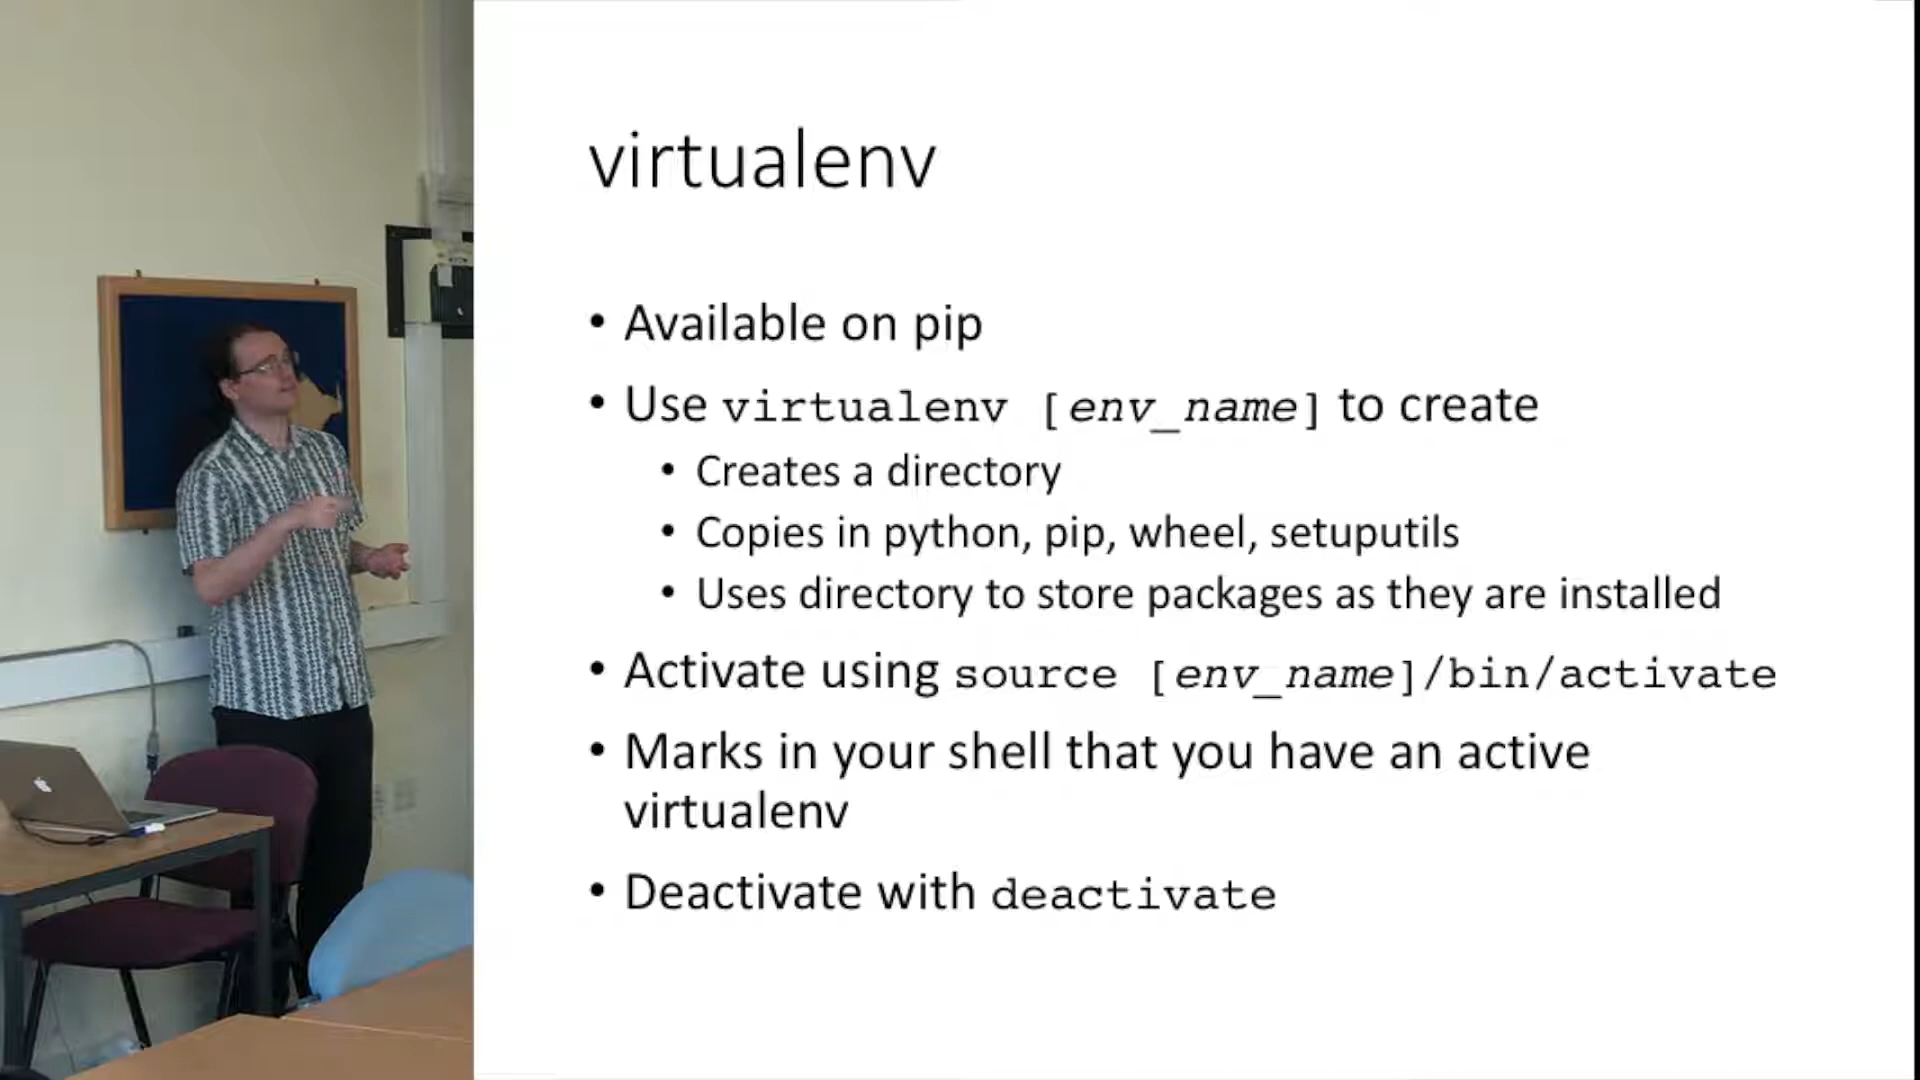 virtualenv
• Available on pip
• Use virtualenv [env_name] to create
• Creates a directory
• Copies in python, pip, wheel, setuputils
• Uses directory to store packages as they are installed
• Activate using source [env_name]/bin/activate
• Marks in your shell that you have an active
virtualenv
• Deactivate with deactivate